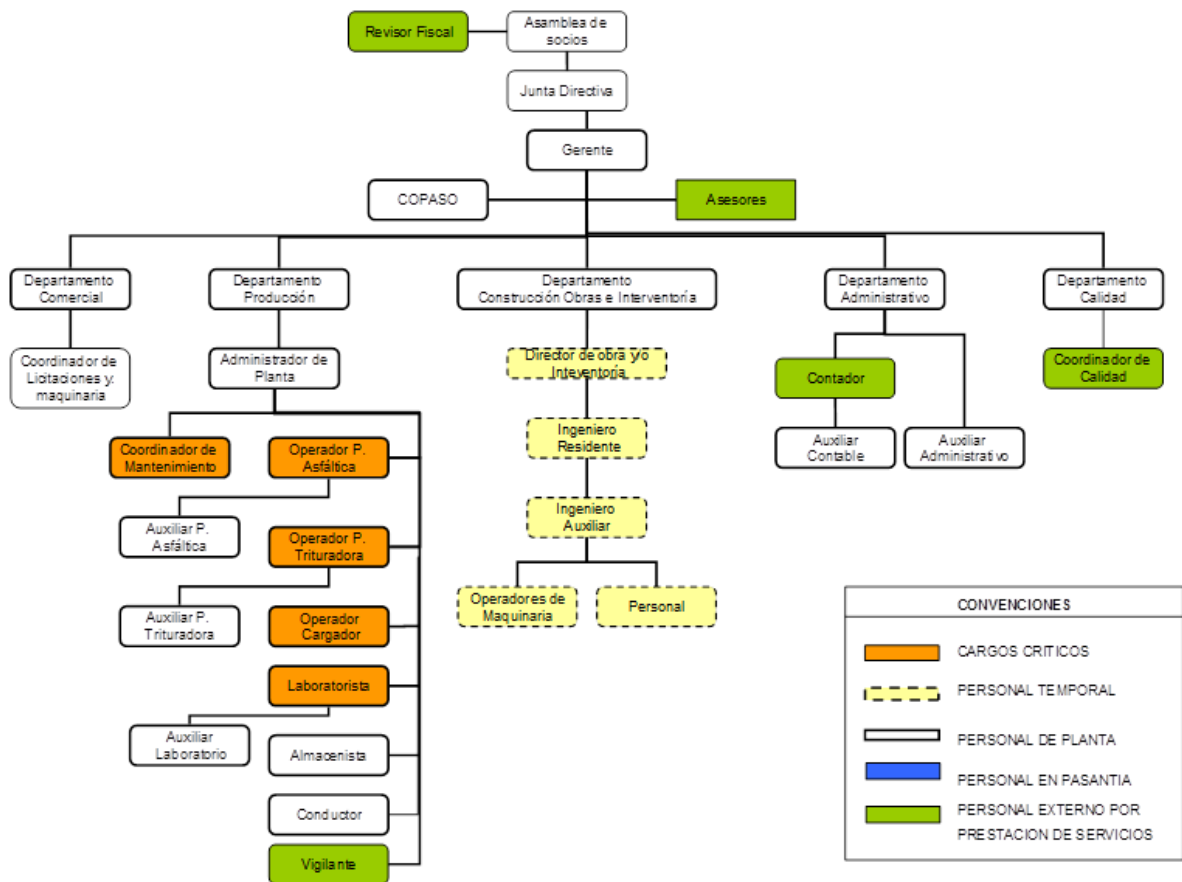 Revisor Fiscal
Asamblea de
socios
Junta Directiva
Gerente
COPASO
Asesores
Departamento
Comercial
Departamento
Producción
Departamento
Construcción Obras e Interventoría
Departamento
Administrativo
Departamento
Calidad
Coordinador de
Licitaciones y.
maquinaria
Administrador de
Planta
Director de obra y/o
Inteventoría
Contador
Coordinador de
Calidad
Coordinador de
Mantenimiento
Operador P.
Asfáltica
Ingeniero
Residente
Auxiliar
Contable
Auxiliar
Administrativo
Auxiliar P.
Asfáltica
Operador P.
Trituradora
Ingeniero
Auxiliar
Auxiliar P.
Trituradora
Operador
Cargador
Operadores de
Maquinaria
Personal
Laboratorista
Auxiliar
Laboratorio
Almacenista
Conductor
Vigilante
CONVENCIONES
CARGOS CRITICOS
PERSONAL TEMPORAL
PERSONAL DE PLANTA
PERSONAL EN PASANTIA
PERSONAL EXTERNO POR
PRESTACION DE SERVICIOS